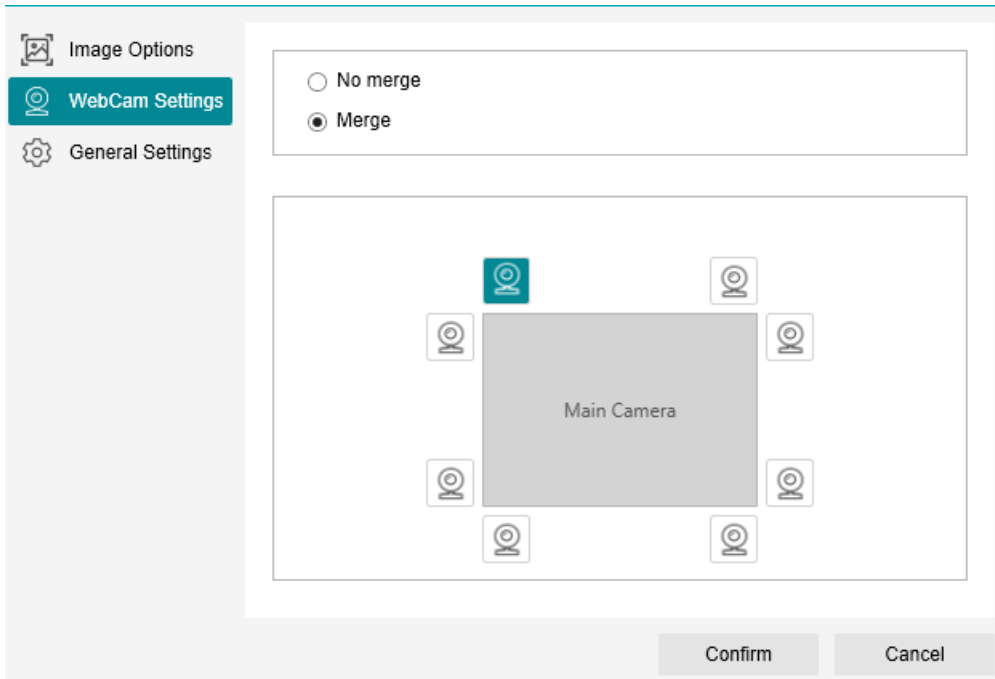 Image Options
WebCam Settings
General Settings
No merge
Merge
Main Camera
Confirm
Cancel